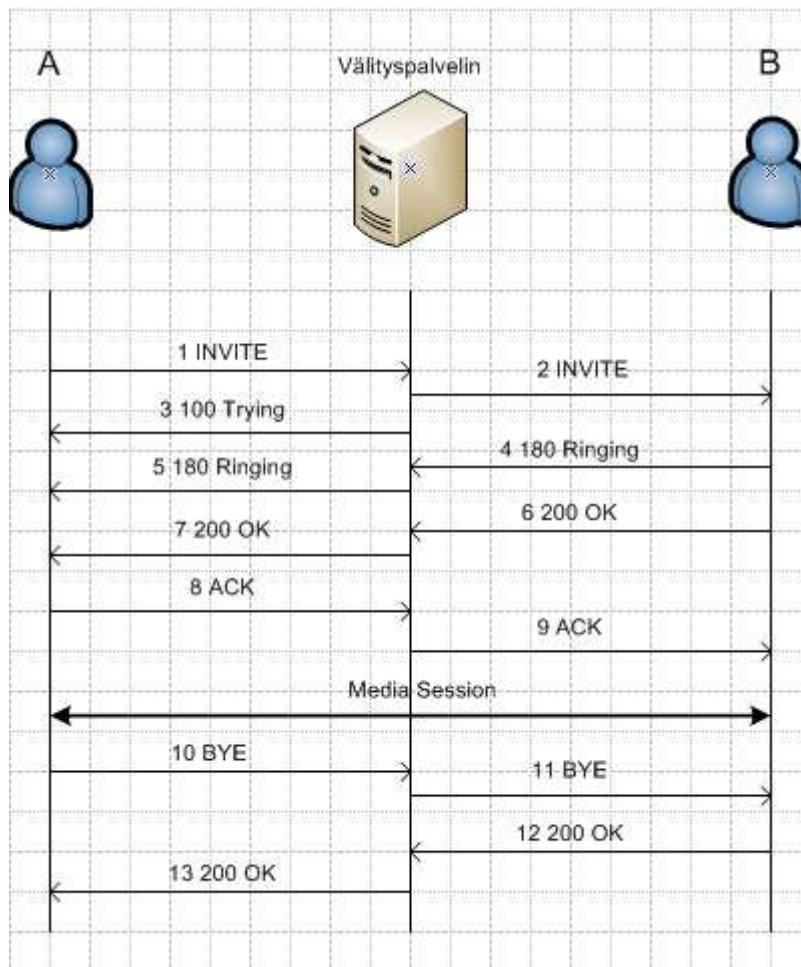 A
Välityspalvelin
B
1 INVITE
2 INVITE
3 100 Trying
4 180 Ringing
5 180 Ringing
6 200 OK
7 200 OK
8 ACK
9 ACK
Media Session
10 BYE
11 BYE
12 200 OK
13 200 OK